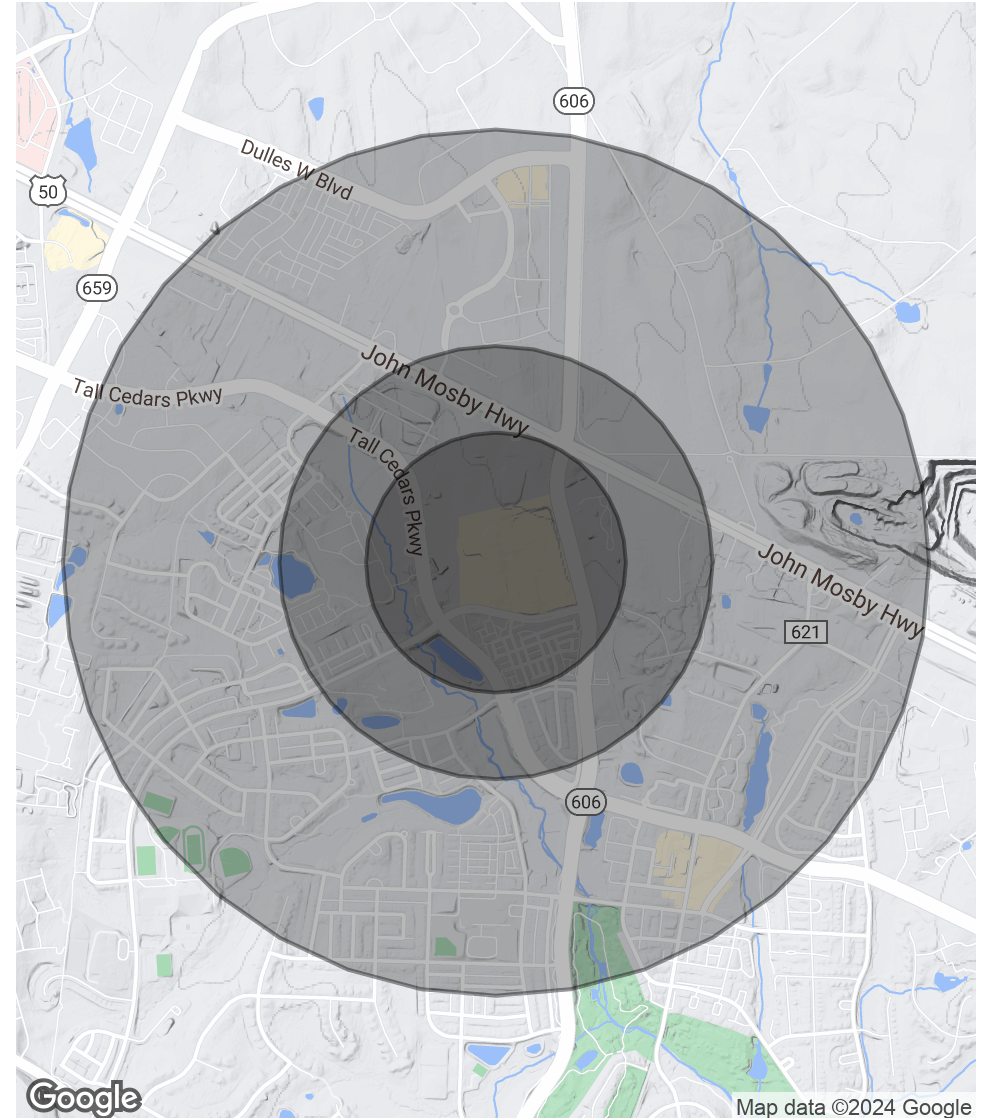 606
Dulles W Blvd
50
659
John Mosby Hwy
Tall Cedars Pkwy
Tall Cedars Pkwy
John Mosby Hwy
621
606
Google
Map data ©2024 Google